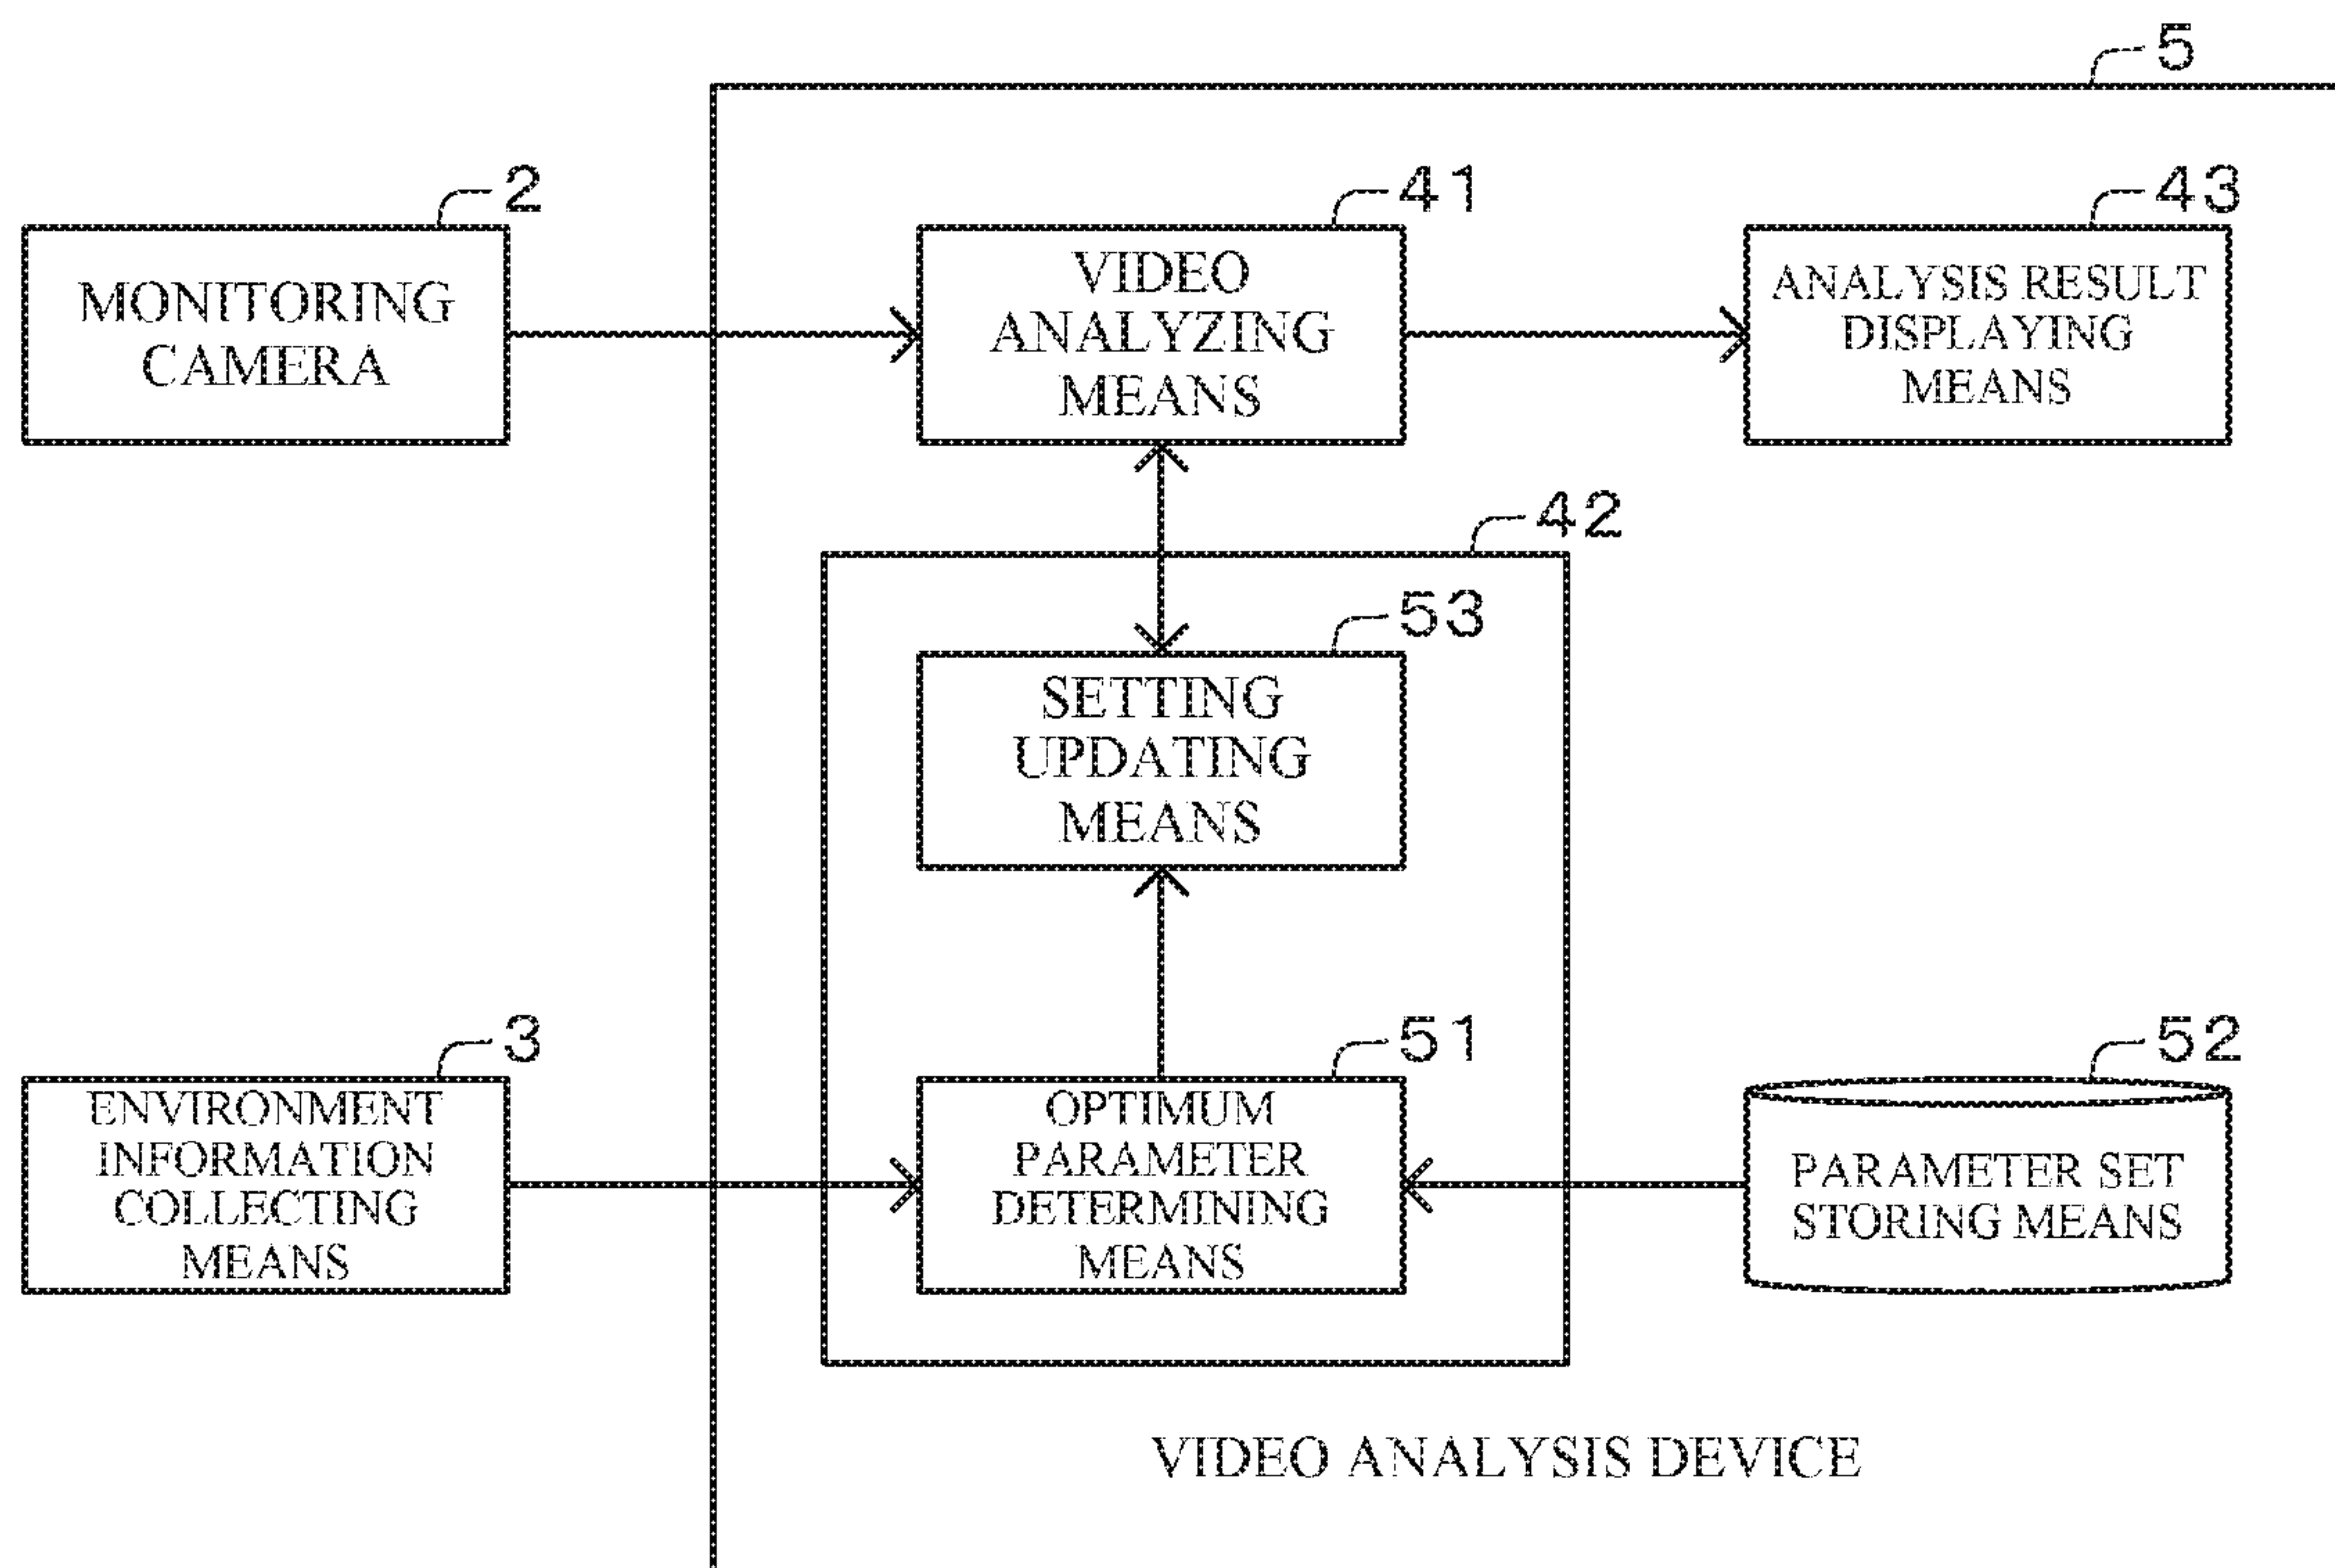 5
2
MONITORING
CAMERA
41
VIDEO
ANALYZING
MEANS
43
ANALYSIS RESULT
DISPLAYING
MEANS
42
53
SETTING
UPDATING
MEANS
3
ENVIRONMENT
INFORMATION
COLLECTING
MEANS
51
OPTIMUM
PARAMETER
DETERMINING
MEANS
52
PARAMETER SET
STORING MEANS
VIDEO ANALYSIS DEVICE